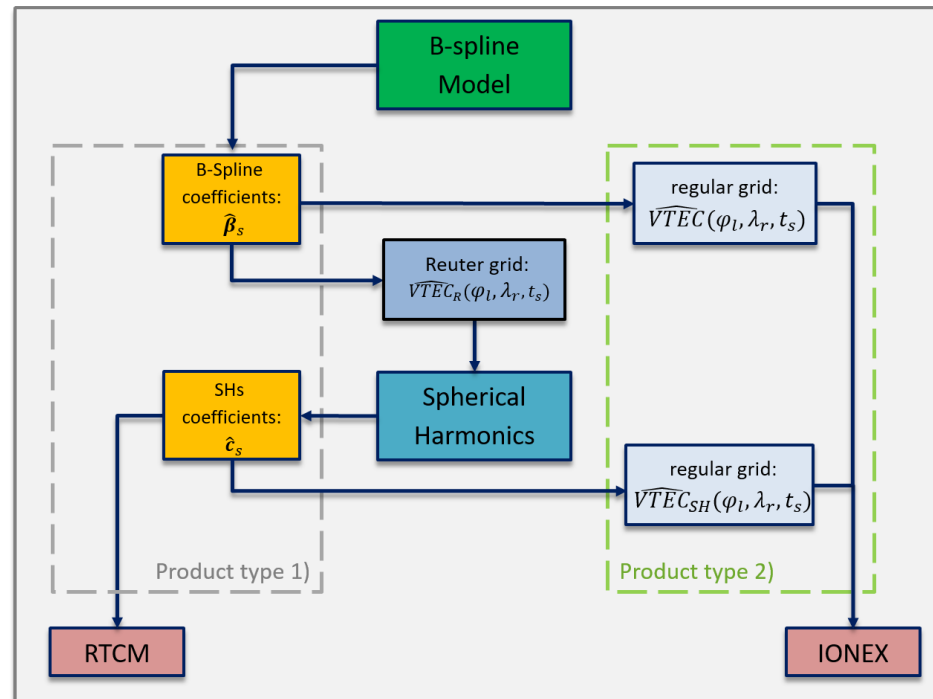 B-spline
Model
B-Spline
coefficients:
𝜷̂ₛ
regular grid:
V͡TEC(φₗ, λᵣ, tₛ)
Reuter grid:
V͡TEC_R(φₗ, λᵣ, tₛ)
SHs
coefficients:
𝒄̂ₛ
Spherical
Harmonics
regular grid:
V͡TEC_SH(φₗ, λᵣ, tₛ)
Product type 1)
Product type 2)
RTCM
IONEX